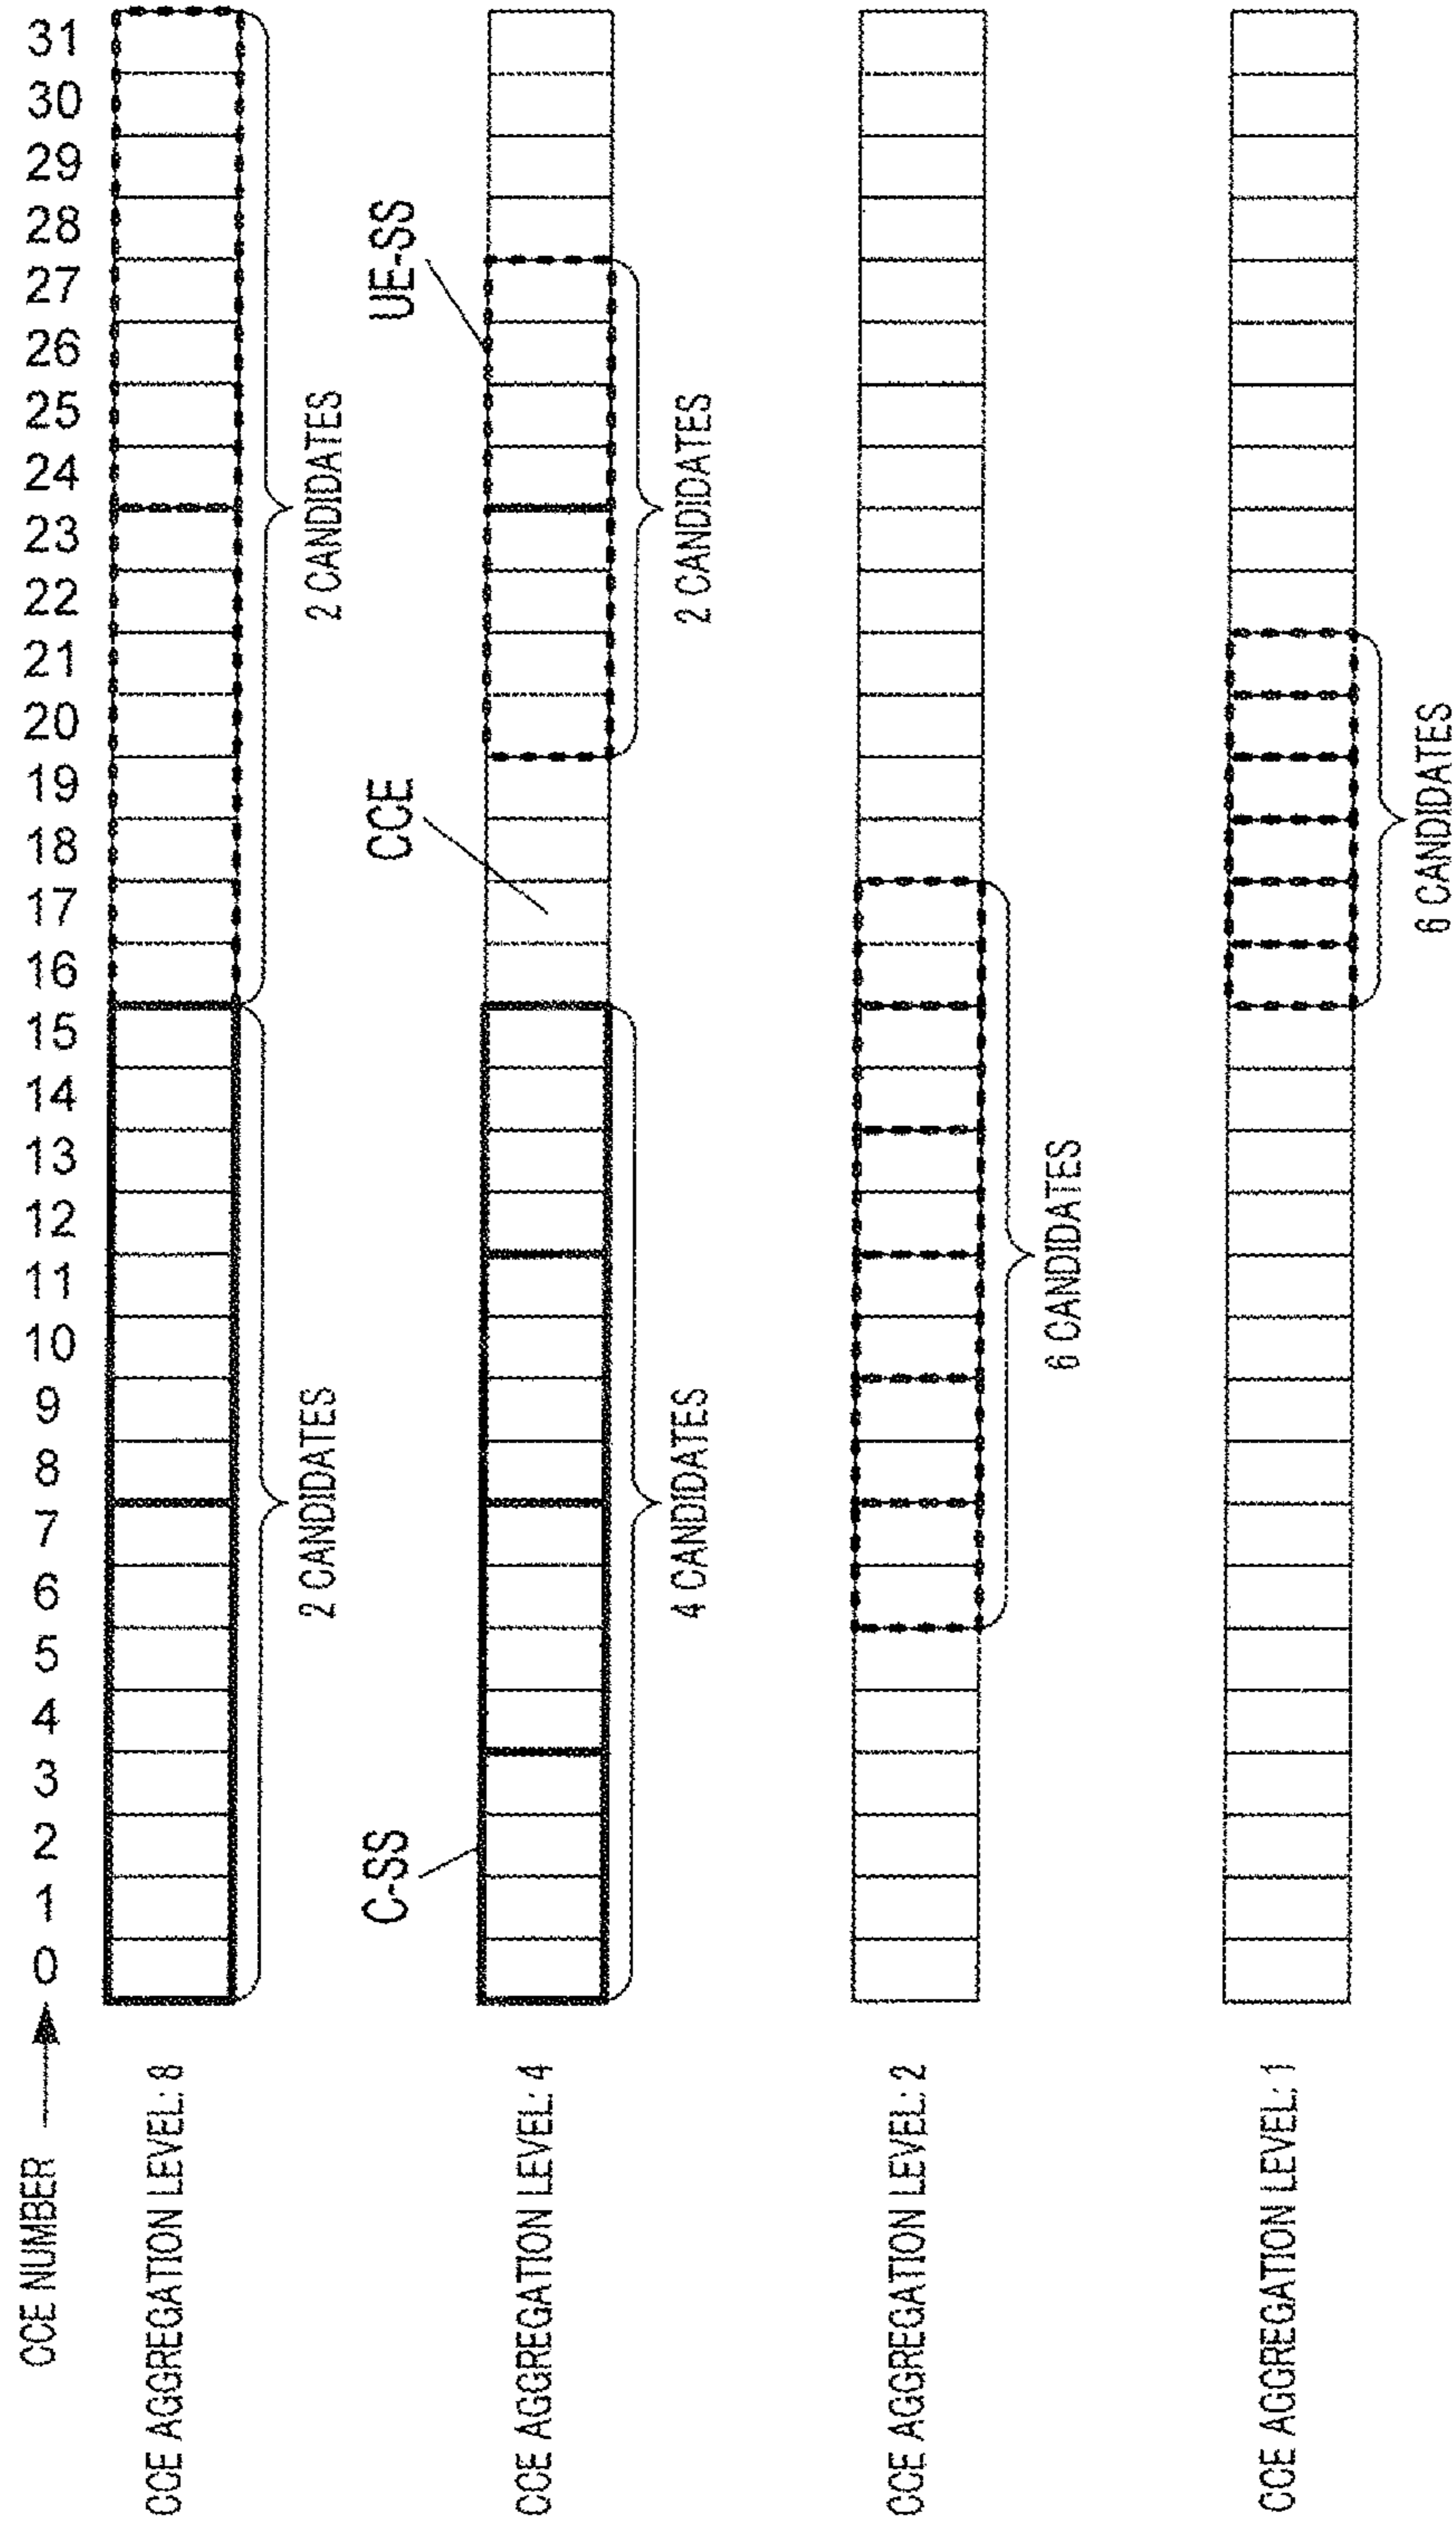 CCE NUMBER
0 1 2 3 4 5 6 7 8 9 10 11 12 13 14 15 16 17 18 19 20 21 22 23 24 25 26 27 28 29 30 31
CCE AGGREGATION LEVEL: 8
2 CANDIDATES
2 CANDIDATES
C-SS
CCE
UE-SS
CCE AGGREGATION LEVEL: 4
4 CANDIDATES
2 CANDIDATES
CCE AGGREGATION LEVEL: 2
6 CANDIDATES
CCE AGGREGATION LEVEL: 1
6 CANDIDATES